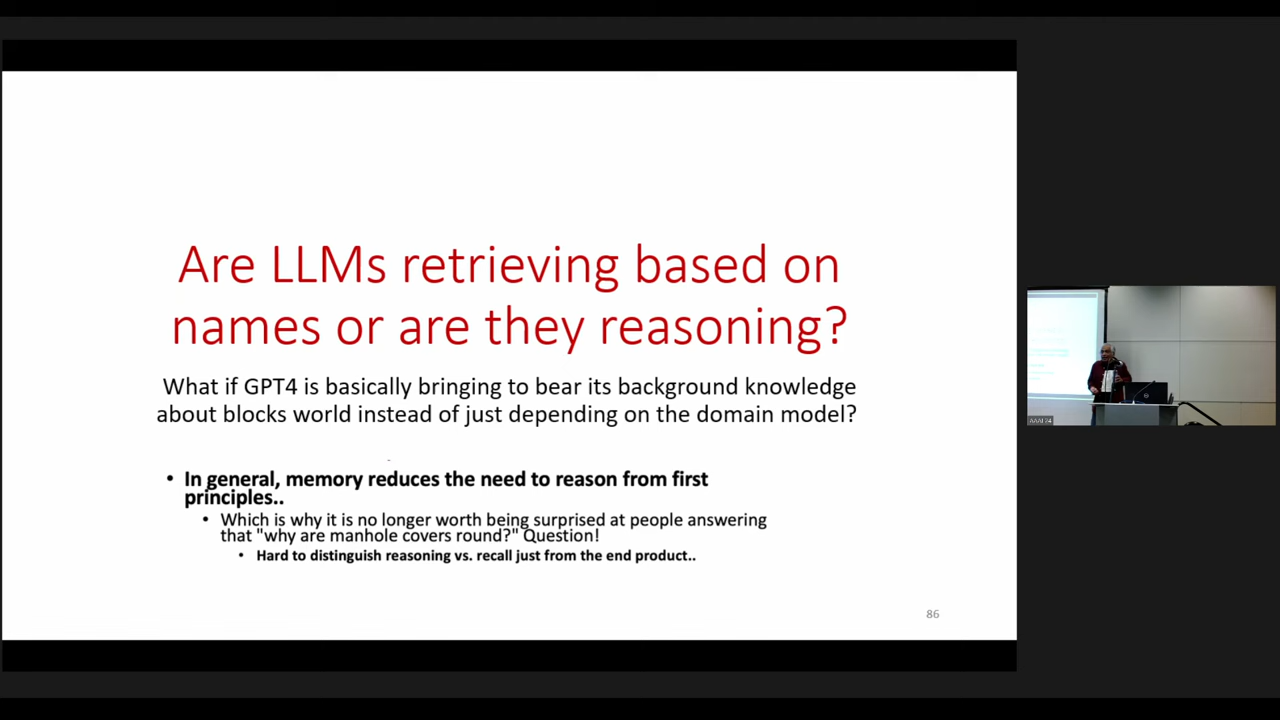 Are LLMs retrieving based on
names or are they reasoning?
What if GPT4 is basically bringing to bear its background knowledge
about blocks world instead of just depending on the domain model?
• In general, memory reduces the need to reason from first
principles..
• Which is why it is no longer worth being surprised at people answering
that "why are manhole covers round?" Question!
• Hard to distinguish reasoning vs. recall just from the end product..
86
AAAI 24